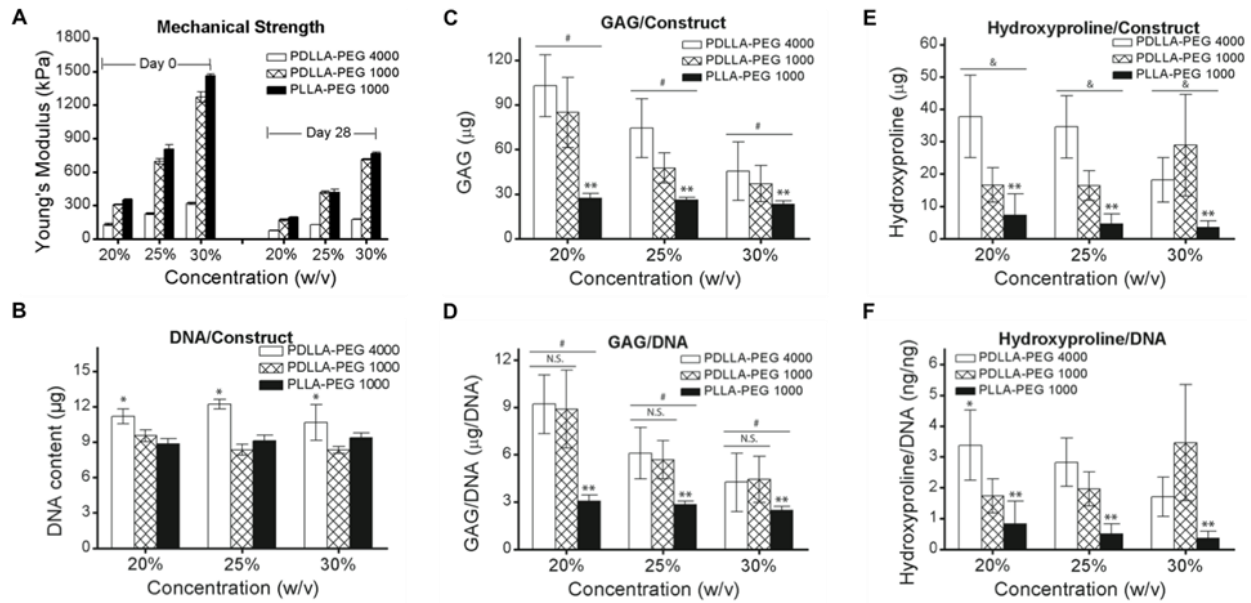 A
Mechanical Strength
Young's Modulus (kPa)
1800
1500
1200
900
600
300
0
PDLLA-PEG 4000
PDLLA-PEG 1000
PLLA-PEG 1000
Day 0
Day 28
20% 25% 30% 20% 25% 30%
Concentration (w/v)
B
DNA/Construct
DNA content (µg)
15
12
9
6
3
0
PDLLA-PEG 4000
PDLLA-PEG 1000
PLLA-PEG 1000
* * *
20% 25% 30%
Concentration (w/v)
C
GAG/Construct
GAG (µg)
120
90
60
30
0
PDLLA-PEG 4000
PDLLA-PEG 1000
PLLA-PEG 1000
# # #
** ** **
20% 25% 30%
Concentration (w/v)
D
GAG/DNA
GAG/DNA (µg/DNA)
12
9
6
3
0
PDLLA-PEG 4000
PDLLA-PEG 1000
PLLA-PEG 1000
# # #
N.S. N.S. N.S.
** ** **
20% 25% 30%
Concentration (w/v)
E
Hydroxyproline/Construct
Hydroxyproline (µg)
60
50
40
30
20
10
0
PDLLA-PEG 4000
PDLLA-PEG 1000
PLLA-PEG 1000
& & &
** ** **
20% 25% 30%
Concentration (w/v)
F
Hydroxyproline/DNA
Hydroxyproline/DNA (ng/ng)
6
5
4
3
2
1
0
PDLLA-PEG 4000
PDLLA-PEG 1000
PLLA-PEG 1000
*
** ** **
20% 25% 30%
Concentration (w/v)